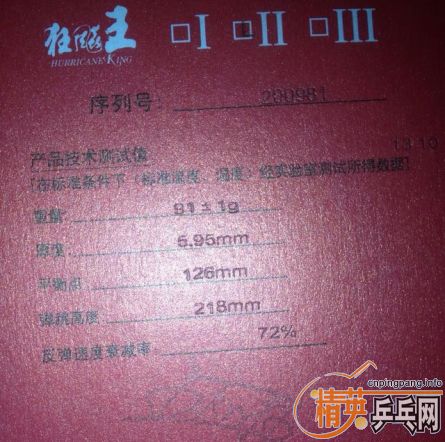 狂飚王 □I □II □III
HURRICANE KING
序列号: 200981
产品技术测试值 13 10
[在标准条件下(标准温度、湿度)经实验室测试所得数据]
重值 91±1g
厚度 5.95mm
平衡点 126mm
弹跳高度 218mm
反弹速度衰减率 72%
cnpingpang.info
精英乒乓网